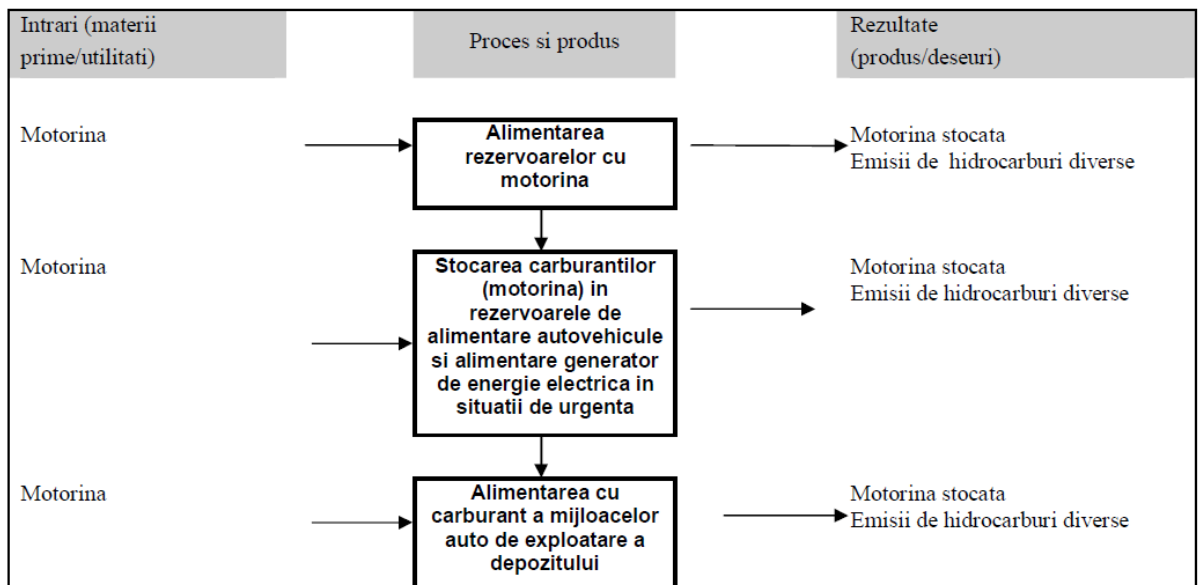 Intrari (materii
prime/utilitati)
Proces si produs
Rezultate
(produs/deseuri)
Motorina
Alimentarea
rezervoarelor cu
motorina
Motorina stocata
Emisii de hidrocarburi diverse
Motorina
Stocarea carburantilor
(motorina) in
rezervoarele de
alimentare autovehicule
si alimentare generator
de energie electrica in
situatii de urgenta
Motorina stocata
Emisii de hidrocarburi diverse
Motorina
Alimentarea cu
carburant a mijloacelor
auto de exploatare a
depozitului
Motorina stocata
Emisii de hidrocarburi diverse